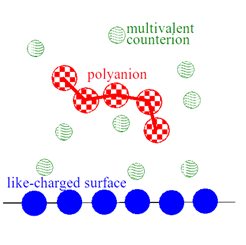 multivalent
counterion
polyanion
like-charged surface